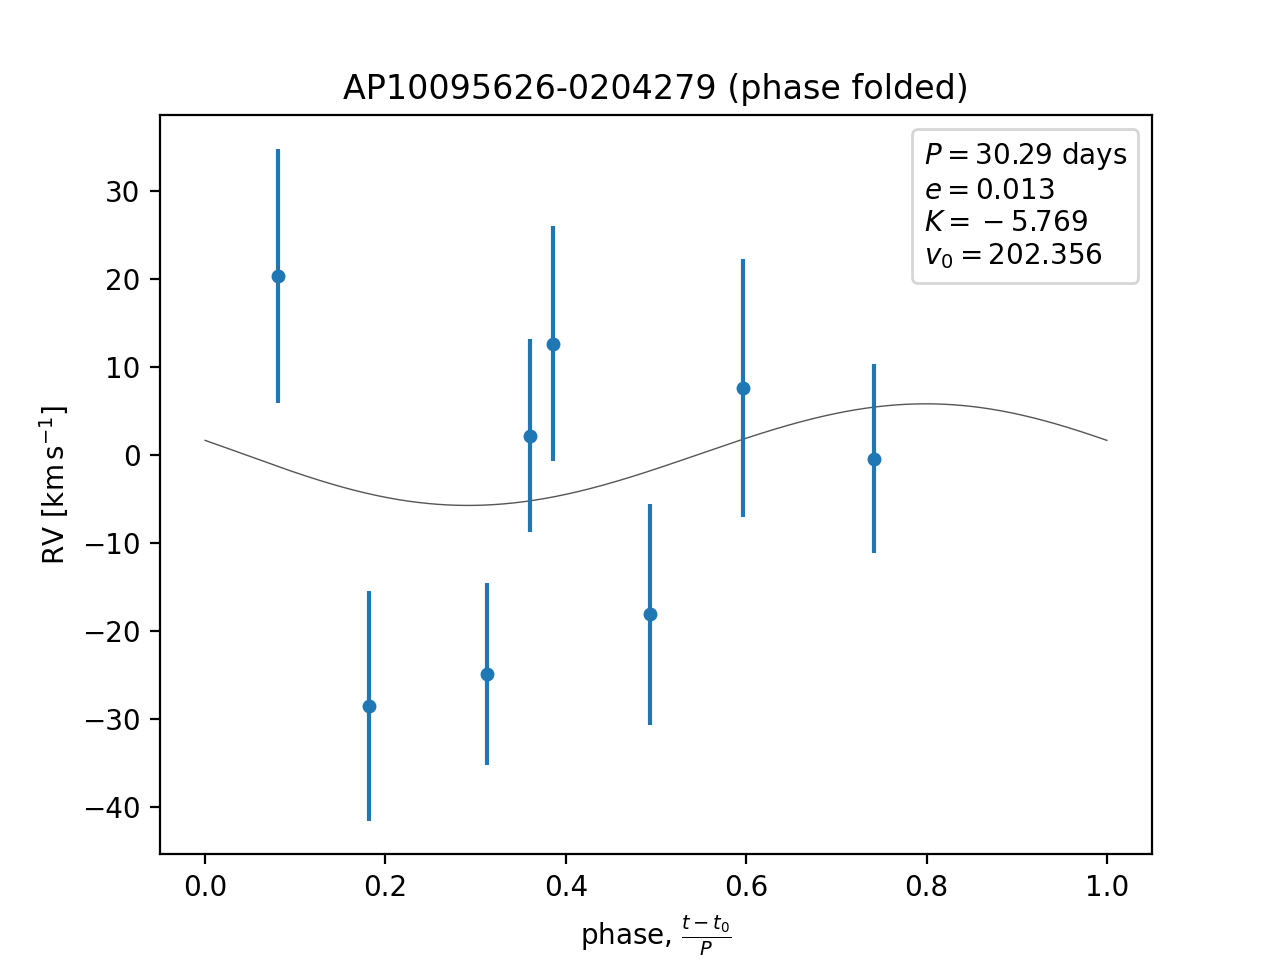 AP10095626-0204279 (phase folded)
P = 30.29 days
e = 0.013
K = −5.769
v₀ = 202.356
RV [km s⁻¹]
30
20
10
0
−10
−20
−30
−40
0.0 0.2 0.4 0.6 0.8 1.0
phase, (t − t₀)/P